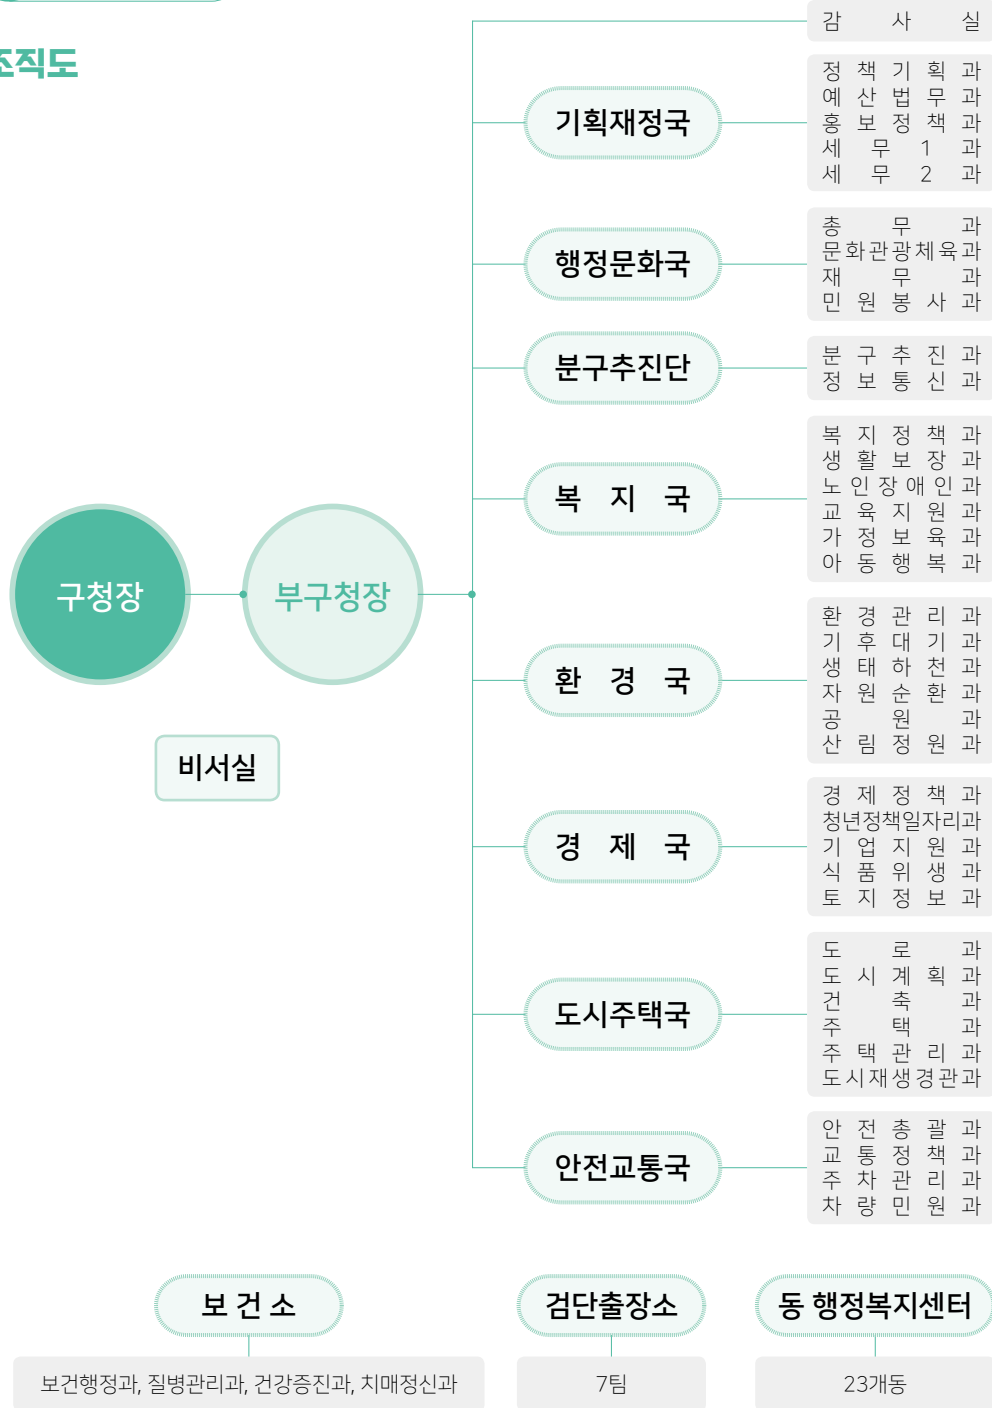 조직도
감사실
기획재정국
정책기획과
예산법무과
홍보정책과
세무1과
세무2과
행정문화국
총무과
문화관광체육과
재무과
민원봉사과
분구추진단
분구추진과
정보통신과
복지국
복지정책과
생활보장과
노인장애인과
교육지원과
가정보육과
아동행복과
구청장
부구청장
비서실
환경국
환경관리과
기후대기과
생태하천과
자원순환과
공원과
산림정원과
경제국
경제정책과
청년정책일자리과
기업지원과
식품위생과
토지정보과
도시주택국
도로과
도시계획과
건축과
주택과
주택관리과
도시재생경관과
안전교통국
안전총괄과
교통정책과
주차관리과
차량민원과
보건소
보건행정과, 질병관리과, 건강증진과, 치매정신과
검단출장소
7팀
동 행정복지센터
23개동